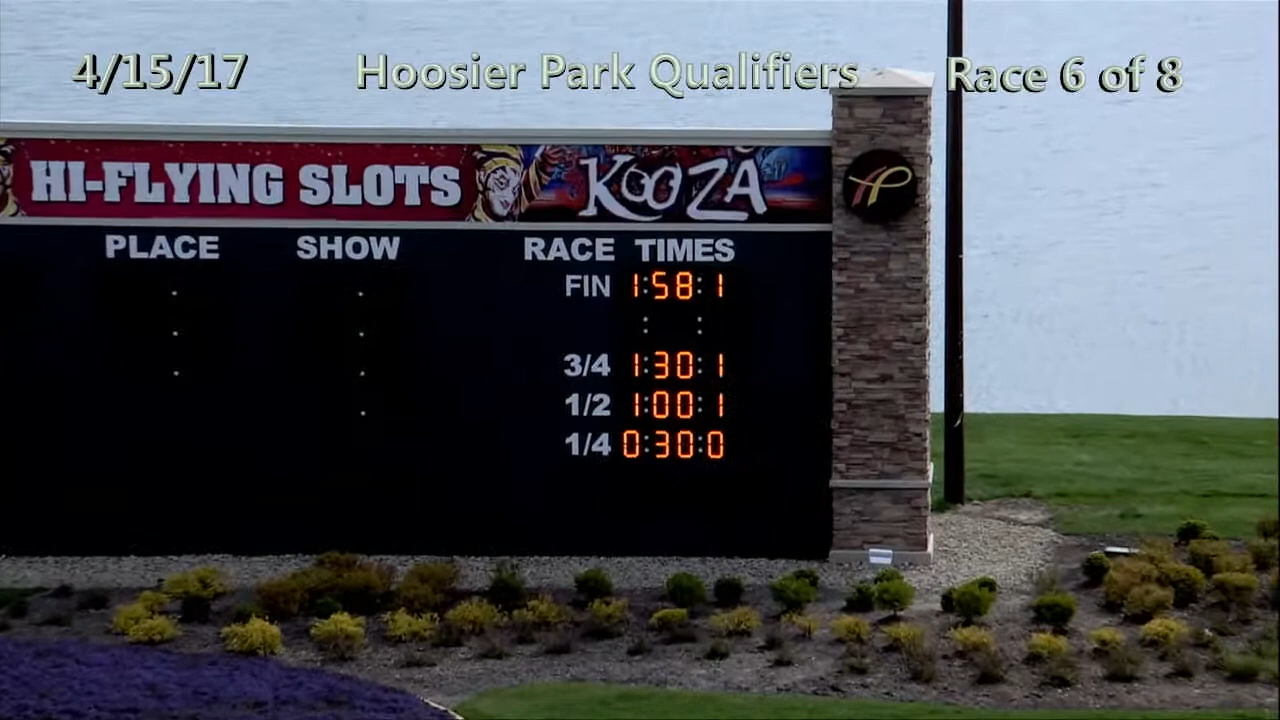 4/15/17 Hoosier Park Qualifiers Race 6 of 8
HI-FLYING SLOTS KOOZA
PLACE SHOW RACE TIMES
FIN 1:58:1
3/4 1:30:1
1/2 1:00:1
1/4 0:30:0